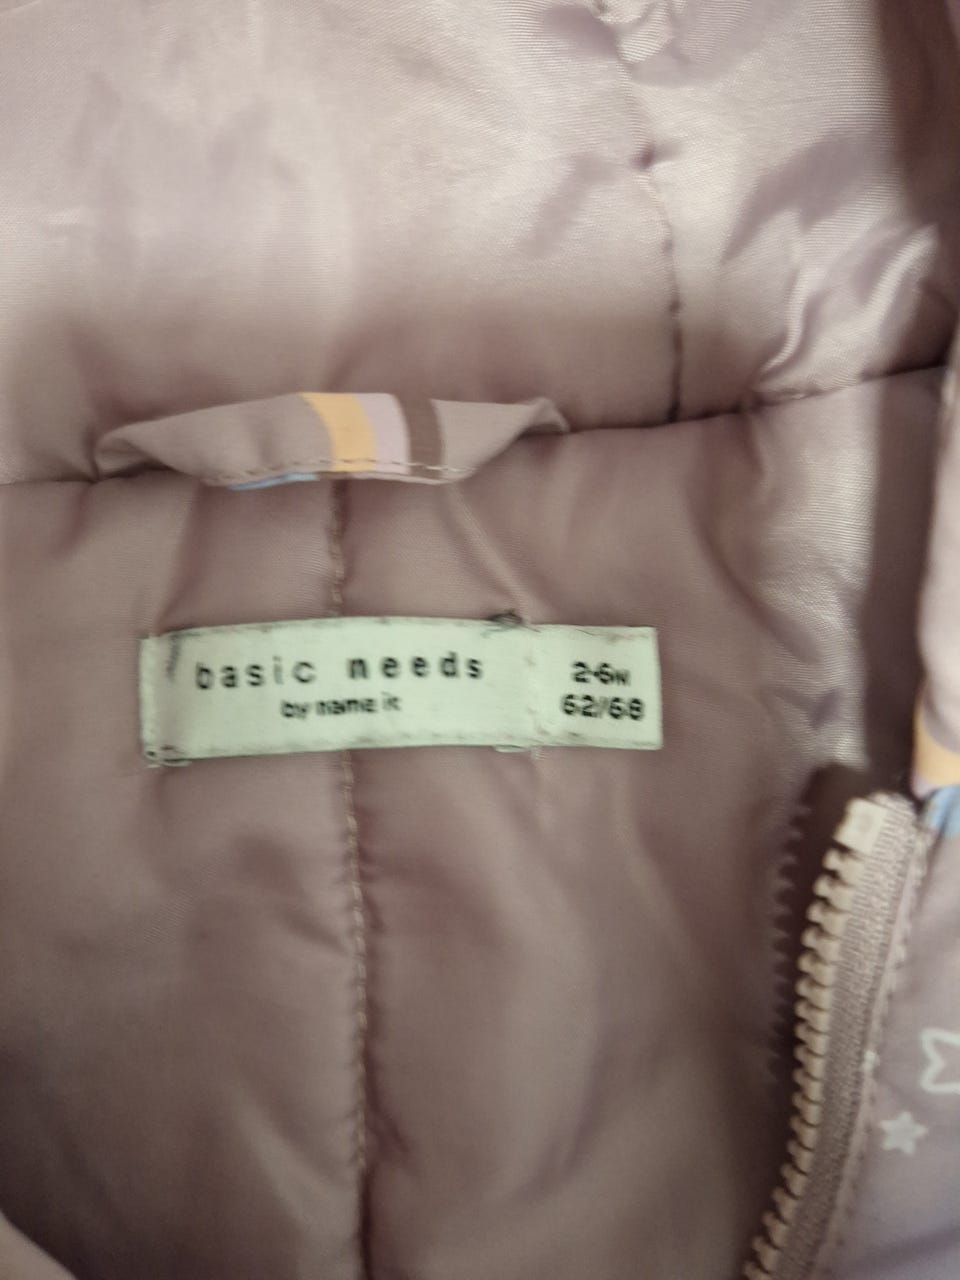 basic needs
by name it
2-6M
62/68